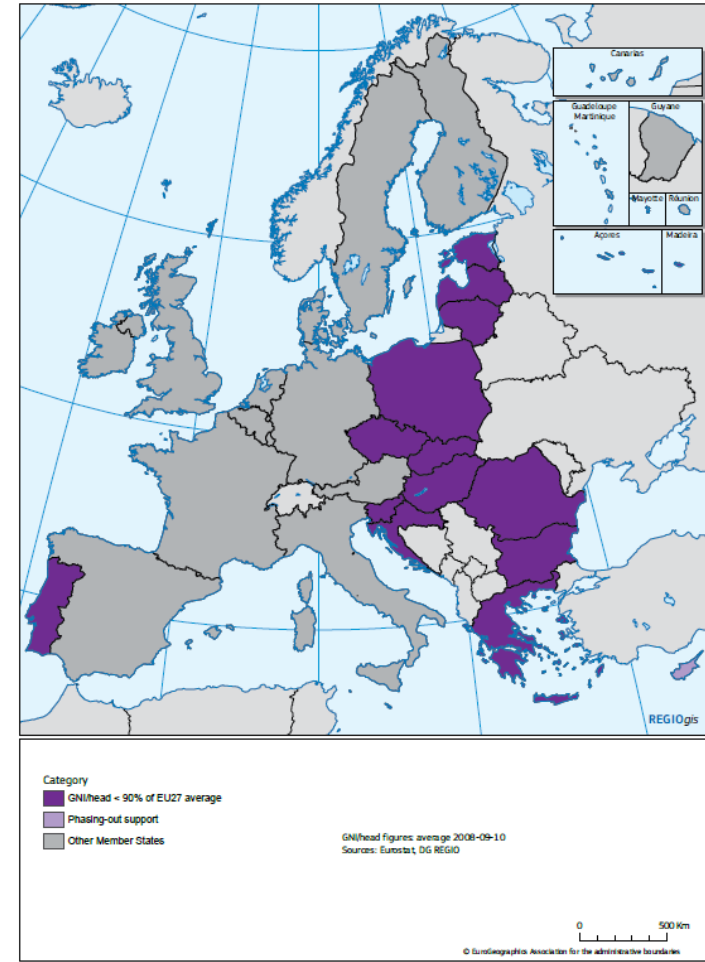 Canarias
Guadeloupe
Martinique
Guyane
Mayotte
Réunion
Açores
Madeira
REGIOgis
Category
GNI/head < 90% of EU27 average
Phasing-out support
Other Member States
GNI/head figures: average 2008-09-10
Sources: Eurostat, DG REGIO
0 500 Km
© EuroGeographics Association for the administrative boundaries